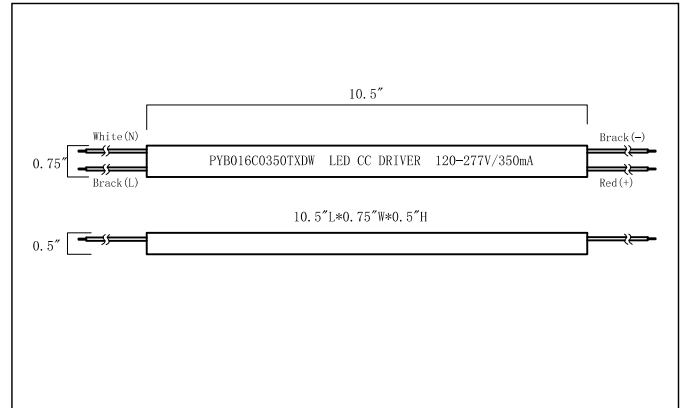 10.5"
White(N)
Brack(-)
0.75"
PYB016C0350TXDW LED CC DRIVER 120-277V/350mA
Brack(L)
Red(+)
10.5"L*0.75"W*0.5"H
0.5"